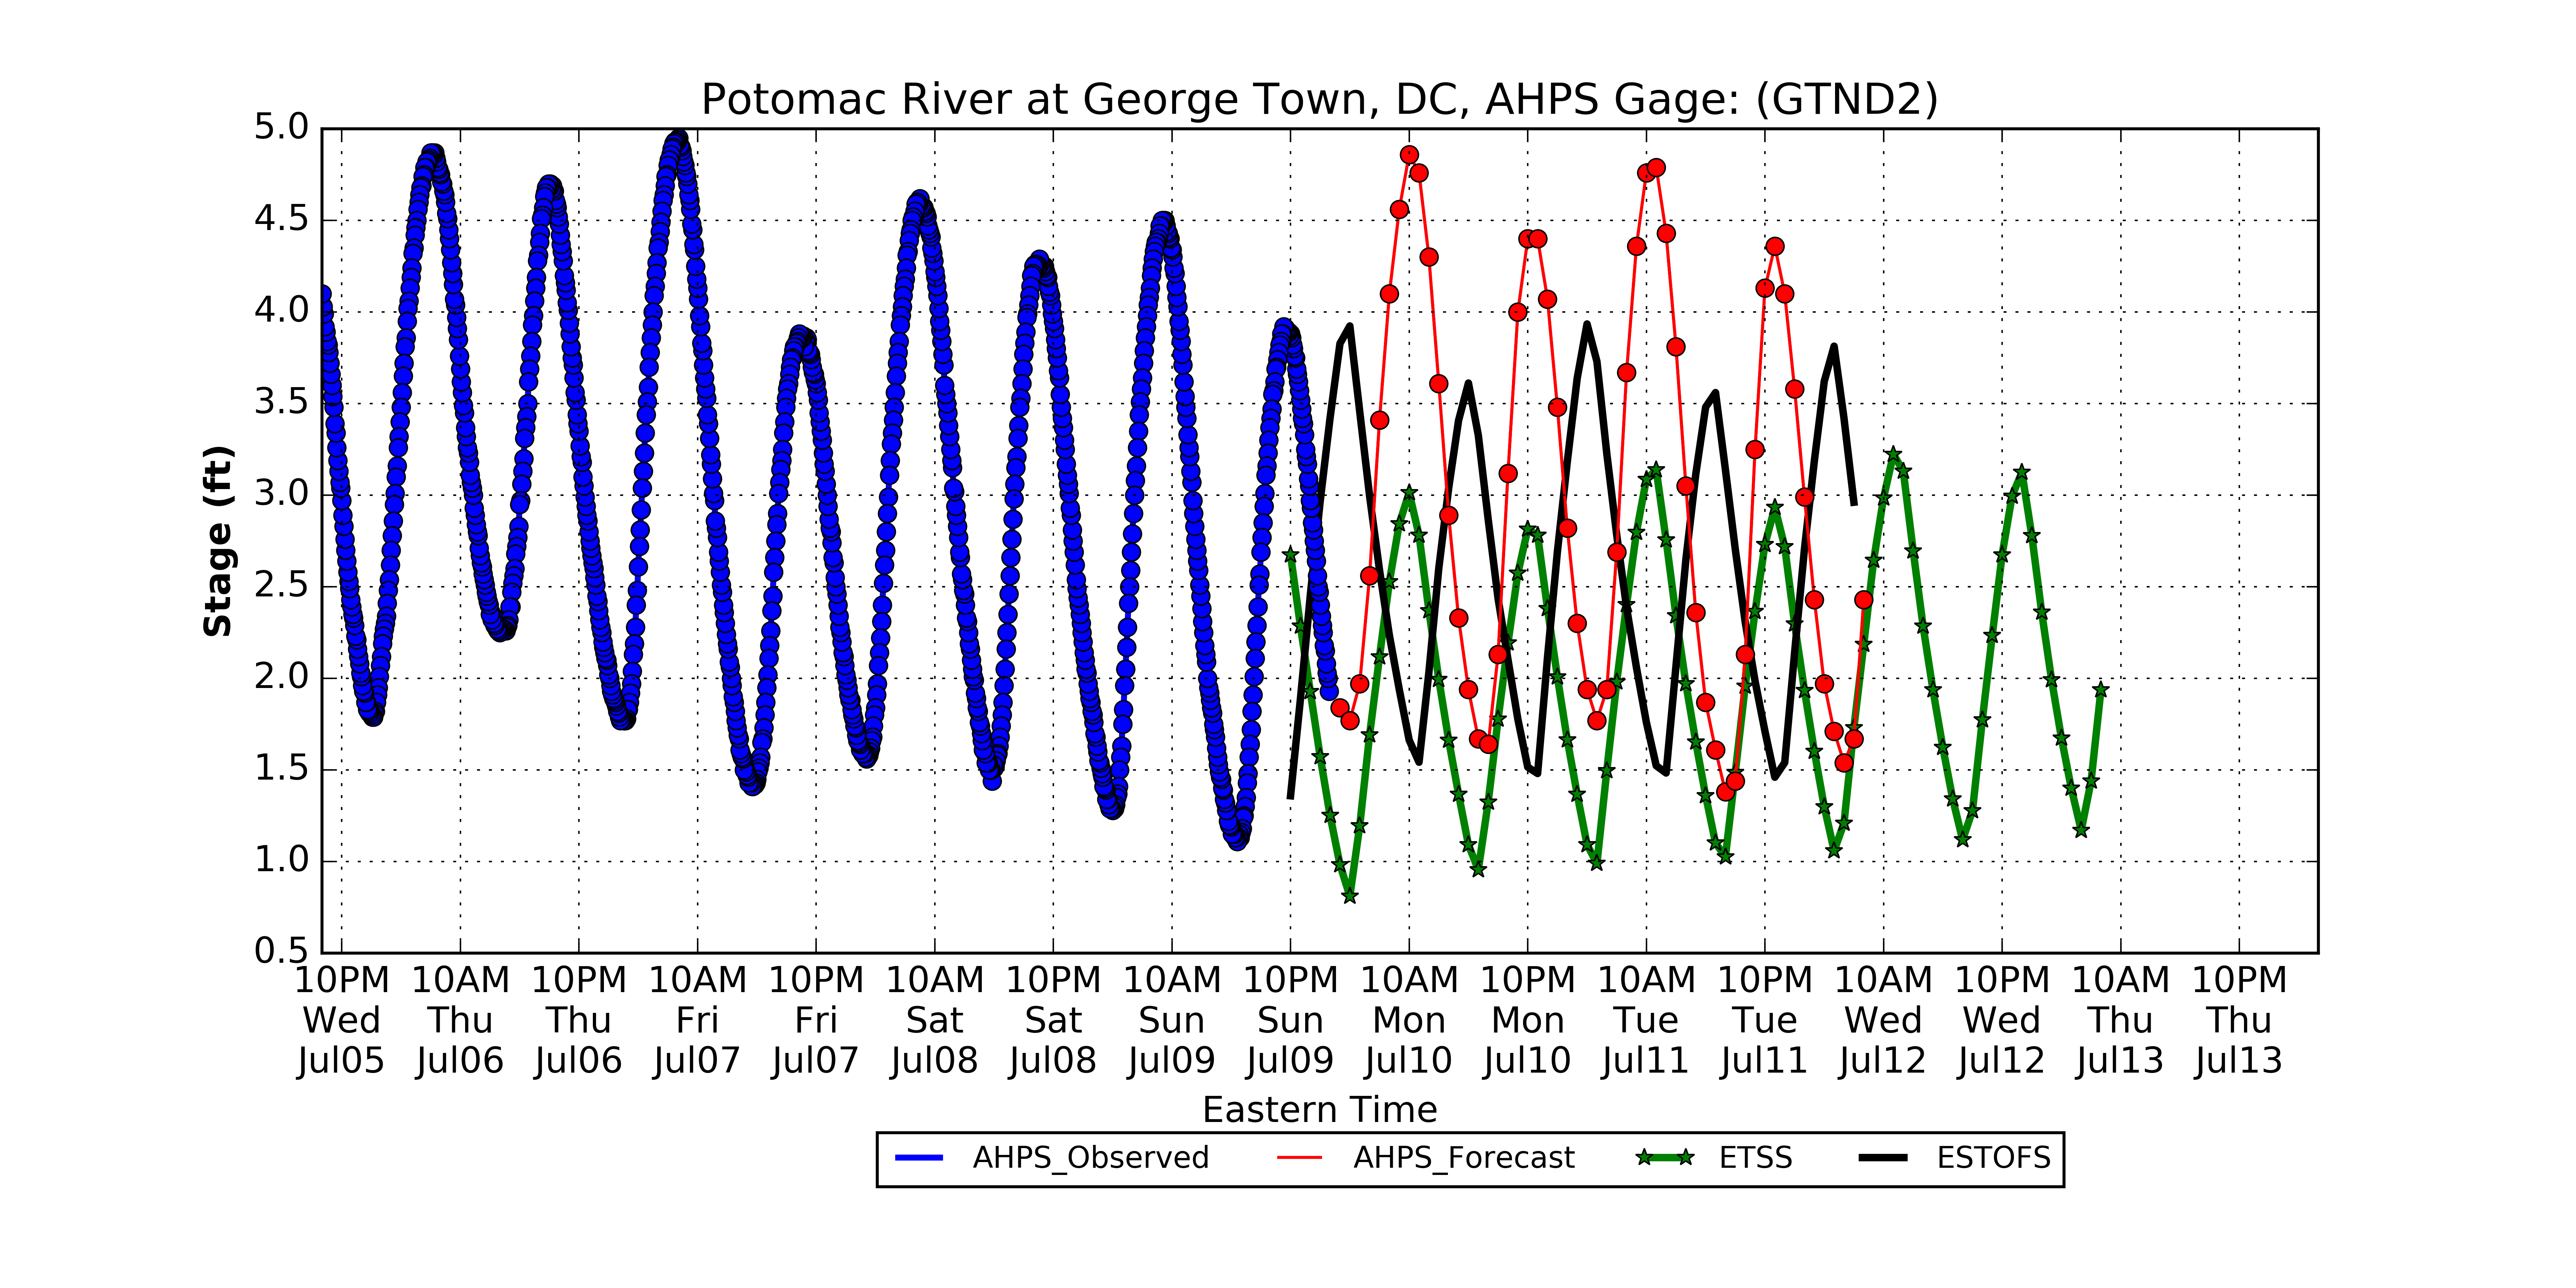 Potomac River at George Town, DC, AHPS Gage: (GTND2)
5.0
4.5
4.0
3.5
3.0
2.5
2.0
1.5
1.0
0.5
Stage (ft)
10PM 10AM 10PM 10AM 10PM 10AM 10PM 10AM 10PM 10AM 10PM 10AM 10PM 10AM 10PM 10AM 10PM
Wed Thu Thu Fri Fri Sat Sat Sun Sun Mon Mon Tue Tue Wed Wed Thu Thu
Jul05 Jul06 Jul06 Jul07 Jul07 Jul08 Jul08 Jul09 Jul09 Jul10 Jul10 Jul11 Jul11 Jul12 Jul12 Jul13 Jul13
Eastern Time
AHPS_Observed AHPS_Forecast ETSS ESTOFS